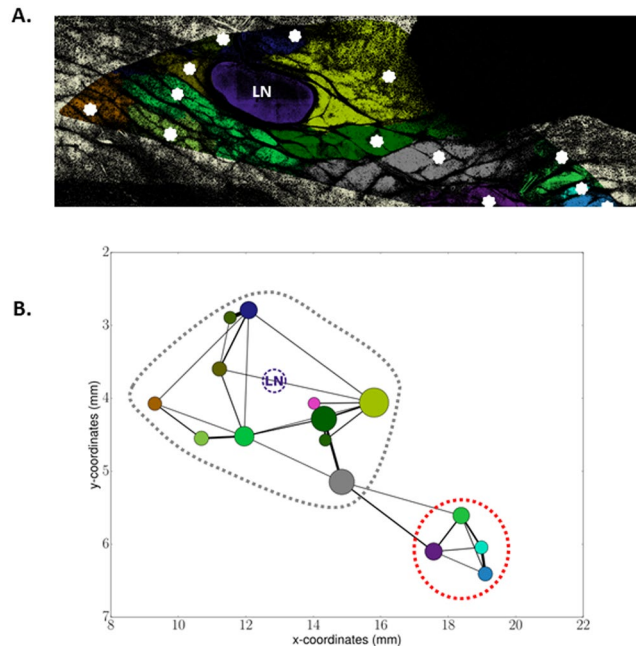 A.
LN
B.
2
3
4
5
6
7
y-coordinates (mm)
LN
8 10 12 14 16 18 20 22
x-coordinates (mm)